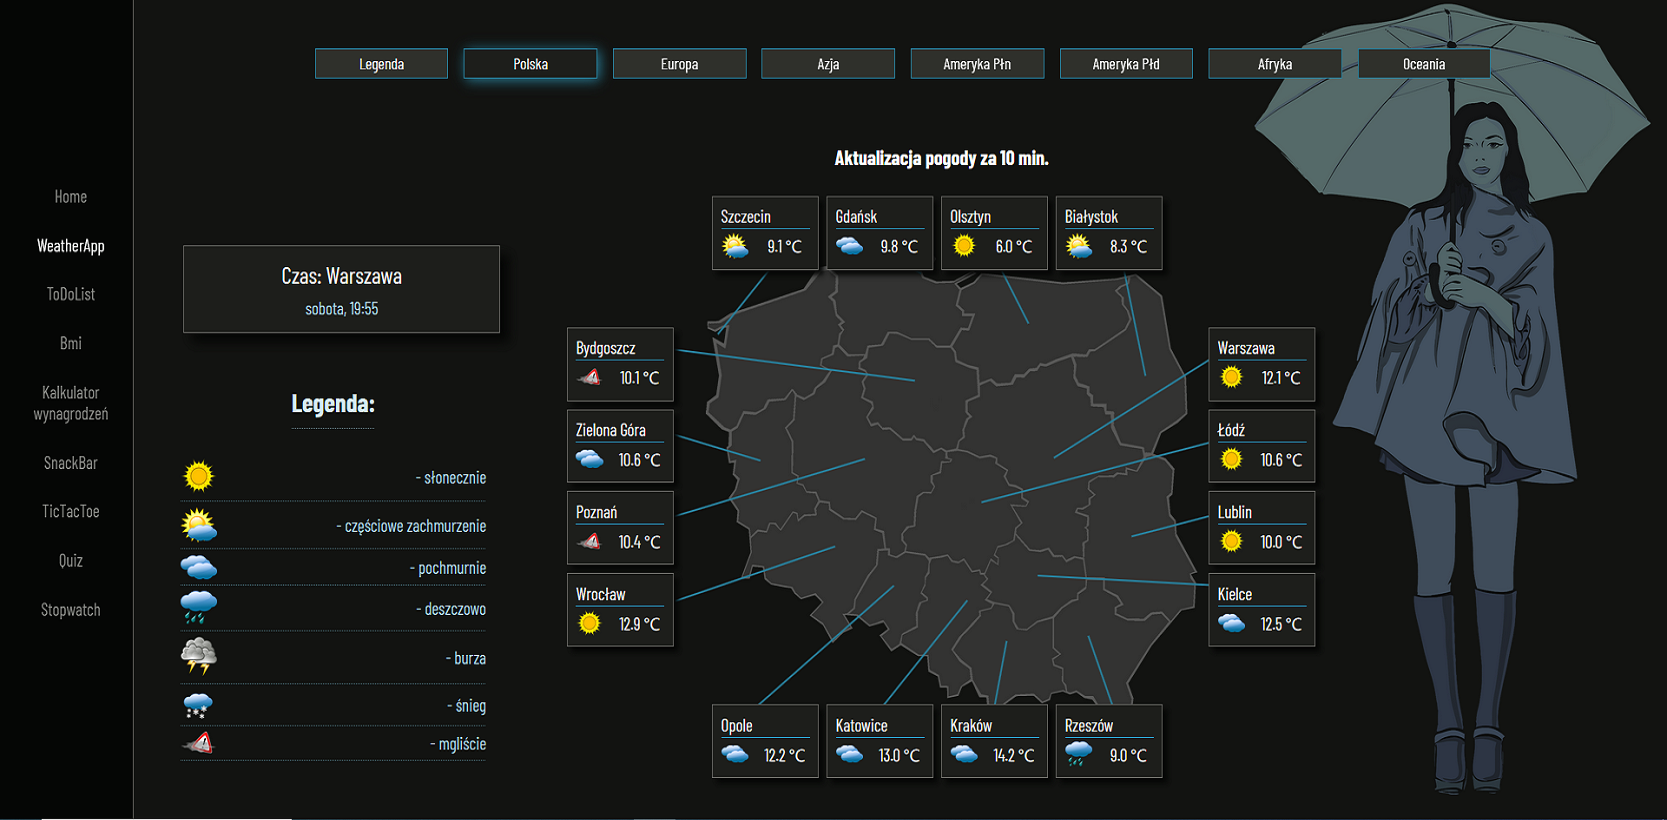 Legenda
Polska
Europa
Azja
Ameryka Płn
Ameryka Płd
Afryka
Oceania
Home
WeatherApp
ToDoList
Bmi
Kalkulator
wynagrodzeń
SnackBar
TicTacToe
Quiz
Stopwatch
Czas: Warszawa
sobota, 19:55
Legenda:
- słonecznie
- częściowe zachmurzenie
- pochmurnie
- deszczowo
- burza
- śnieg
- mgliście
Aktualizacja pogody za 10 min.
Szczecin
9.1 °C
Gdańsk
9.8 °C
Olsztyn
6.0 °C
Białystok
8.3 °C
Bydgoszcz
10.1 °C
Zielona Góra
10.6 °C
Poznań
10.4 °C
Wrocław
12.9 °C
Warszawa
12.1 °C
Łódź
10.6 °C
Lublin
10.0 °C
Kielce
12.5 °C
Opole
12.2 °C
Katowice
13.0 °C
Kraków
14.2 °C
Rzeszów
9.0 °C